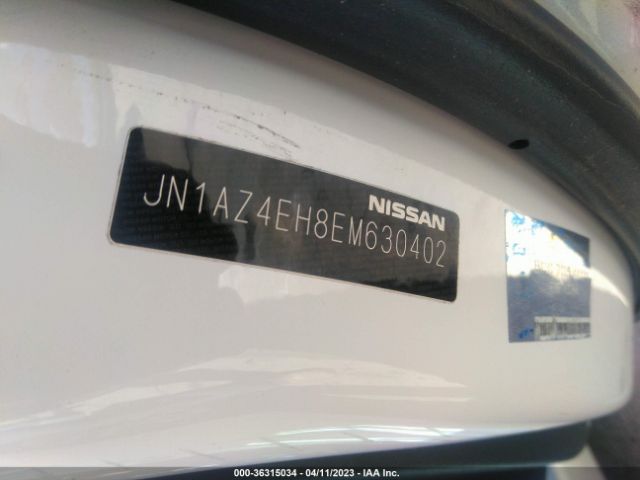 NISSAN
JN1AZ4EH8EM630402
000-36315034 - 04/11/2023 - IAA Inc.